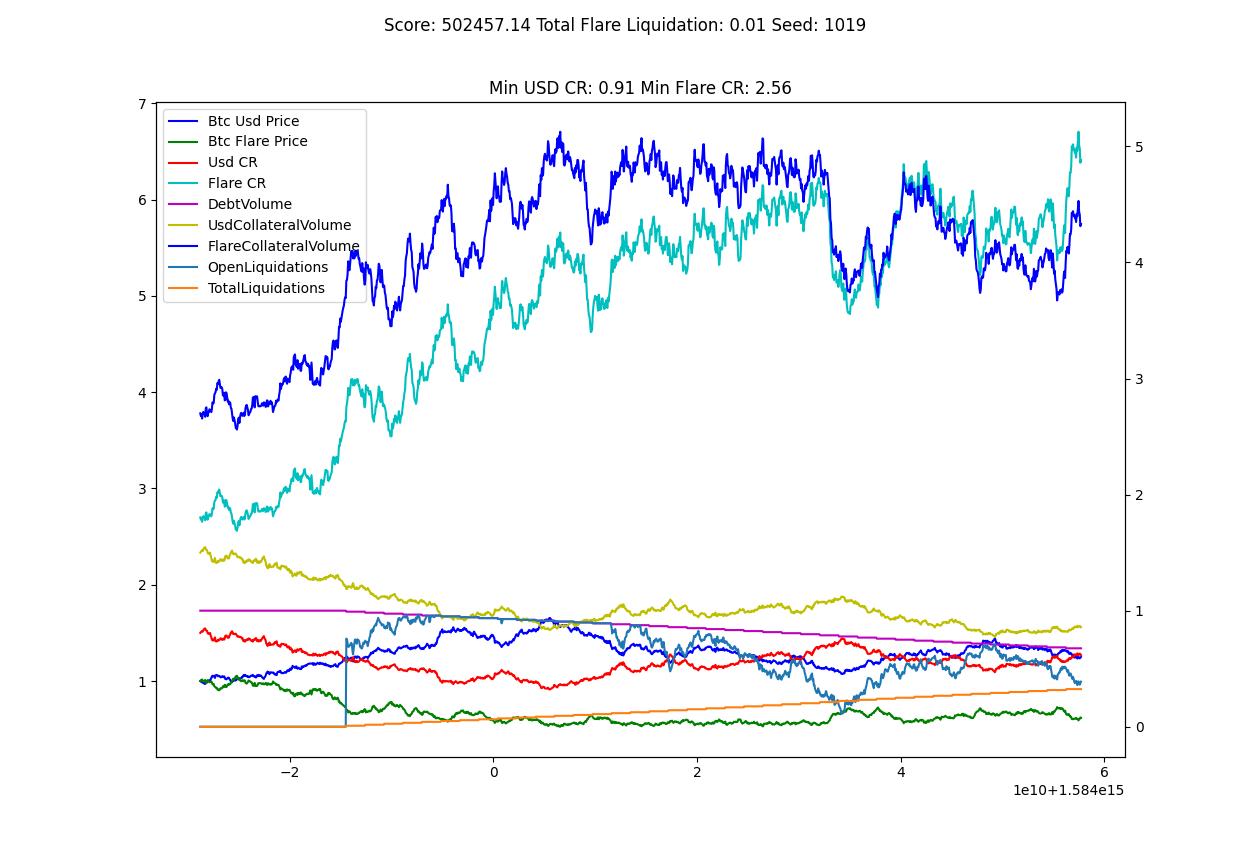 Score: 502457.14 Total Flare Liquidation: 0.01 Seed: 1019
Min USD CR: 0.91 Min Flare CR: 2.56
Btc Usd Price
Btc Flare Price
Usd CR
Flare CR
DebtVolume
UsdCollateralVolume
FlareCollateralVolume
OpenLiquidations
TotalLiquidations
7
6
5
4
3
2
1
5
4
3
2
1
0
−2
0
2
4
6
1e10+1.584e15